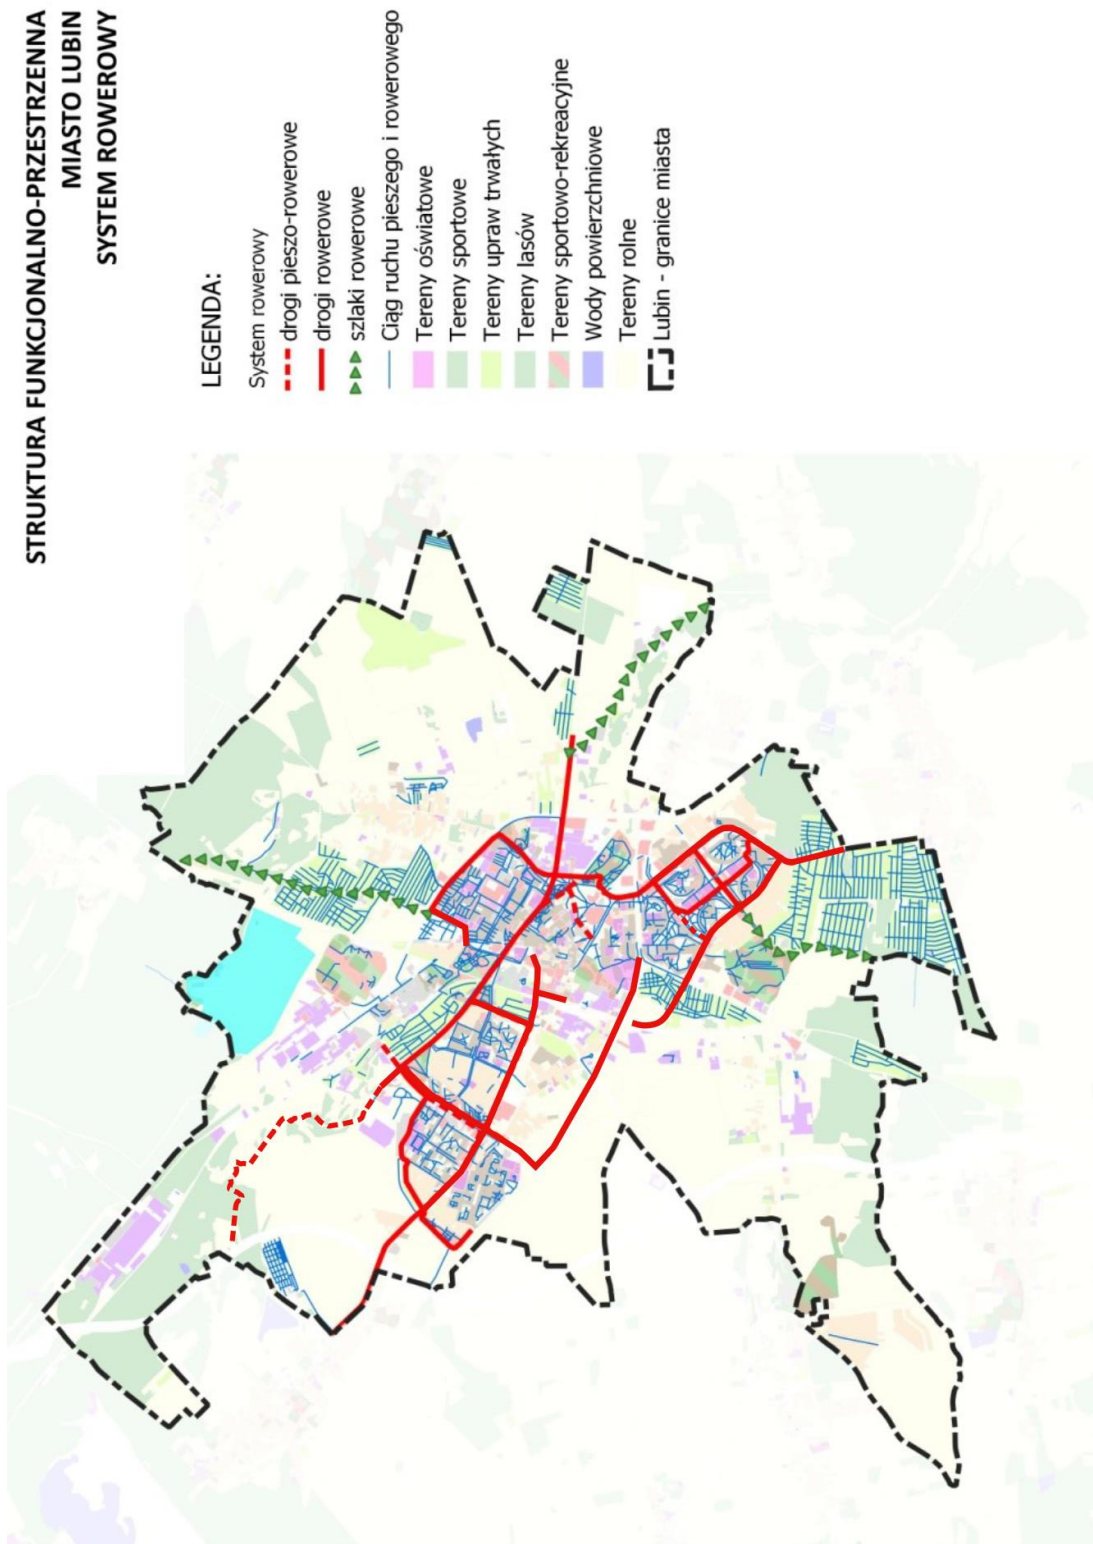 STRUKTURA FUNKCJONALNO-PRZESTRZENNA
MIASTO LUBIN
SYSTEM ROWEROWY
LEGENDA:
System rowerowy
drogi pieszo-rowerowe
drogi rowerowe
szlaki rowerowe
Ciąg ruchu pieszego i rowerowego
Tereny oświatowe
Tereny sportowe
Tereny upraw trwałych
Tereny lasów
Tereny sportowo-rekreacyjne
Wody powierzchniowe
Tereny rolne
Lubin - granice miasta